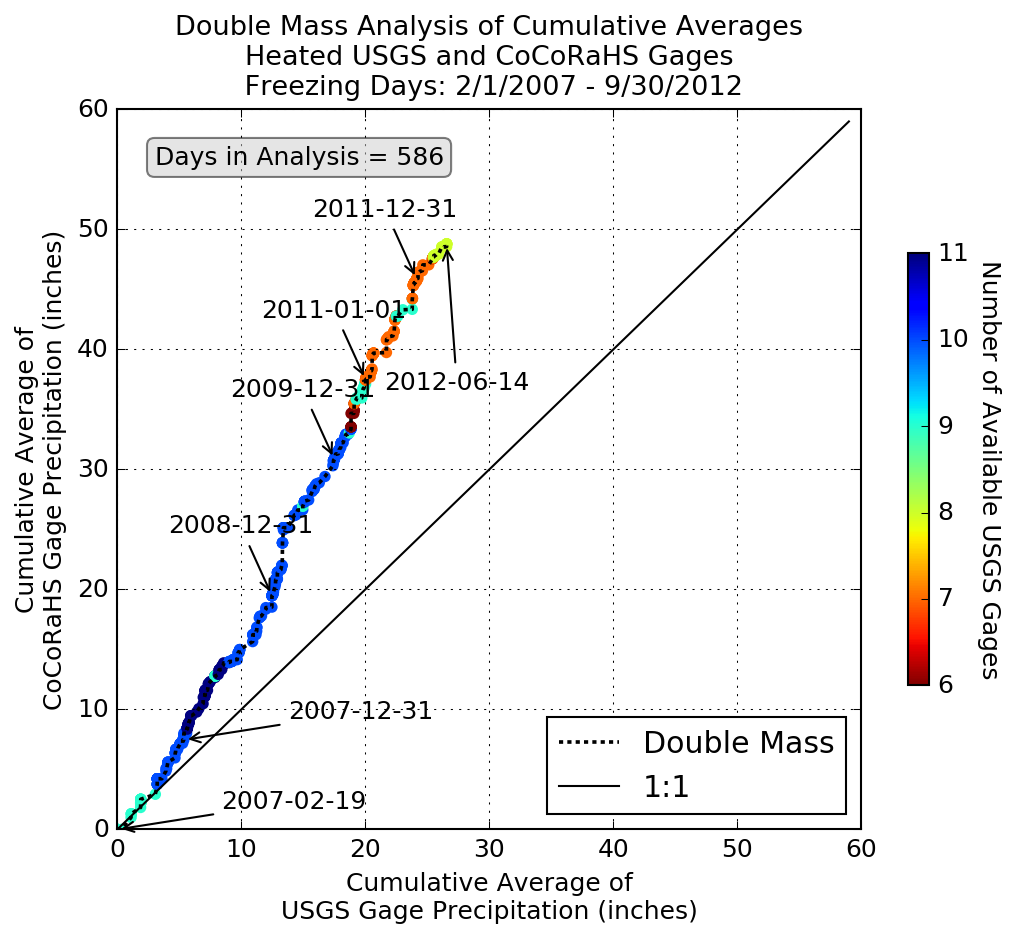 Double Mass Analysis of Cumulative Averages
Heated USGS and CoCoRaHS Gages
Freezing Days: 2/1/2007 - 9/30/2012
Days in Analysis = 586
2011-12-31
2011-01-01
2012-06-14
2009-12-31
2008-12-31
2007-12-31
2007-02-19
Double Mass
1:1
60
50
40
30
20
10
0
0 10 20 30 40 50 60
Cumulative Average of
USGS Gage Precipitation (inches)
Cumulative Average of
CoCoRaHS Gage Precipitation (inches)
11
10
9
8
7
6
Number of Available USGS Gages